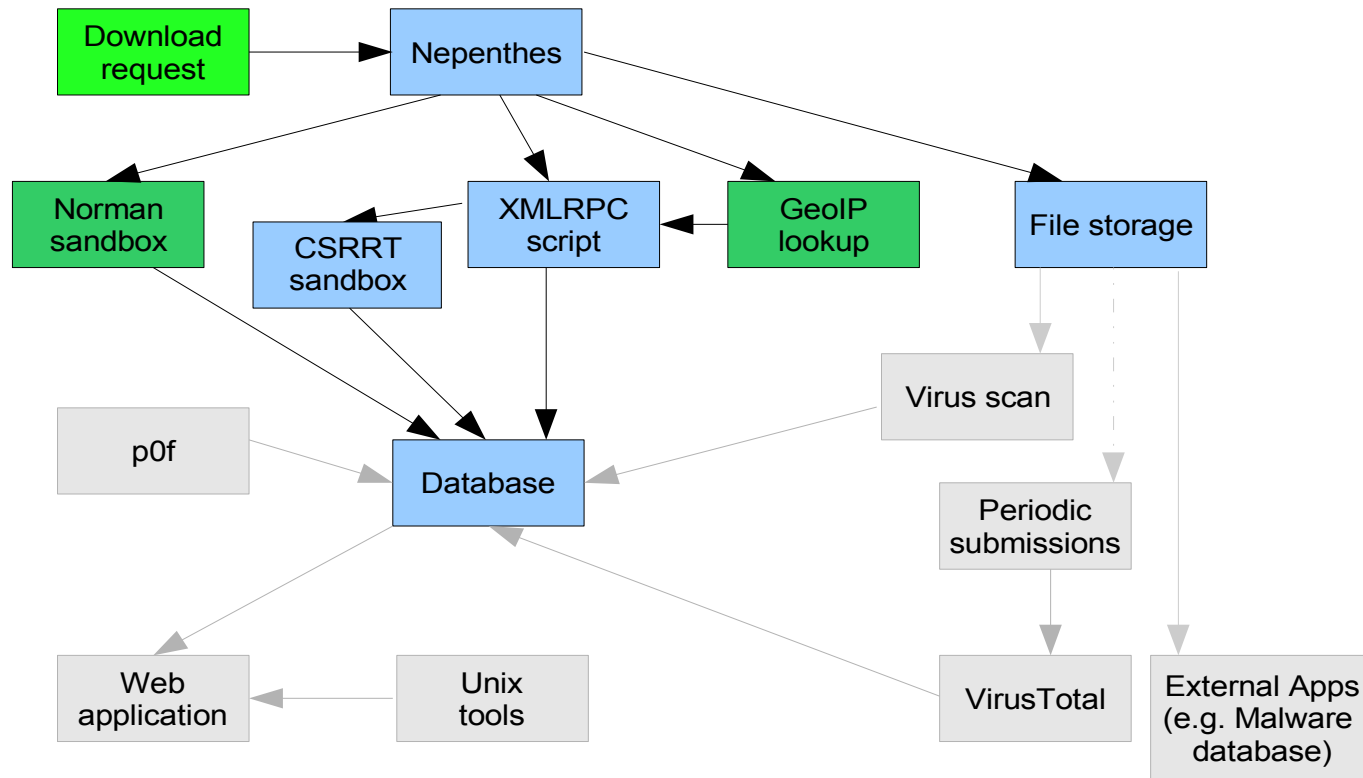 Download
request
Nepenthes
Norman
sandbox
CSRRT
sandbox
XMLRPC
script
GeoIP
lookup
File storage
Virus scan
p0f
Database
Periodic
submissions
Web
application
Unix
tools
VirusTotal
External Apps
(e.g. Malware
database)